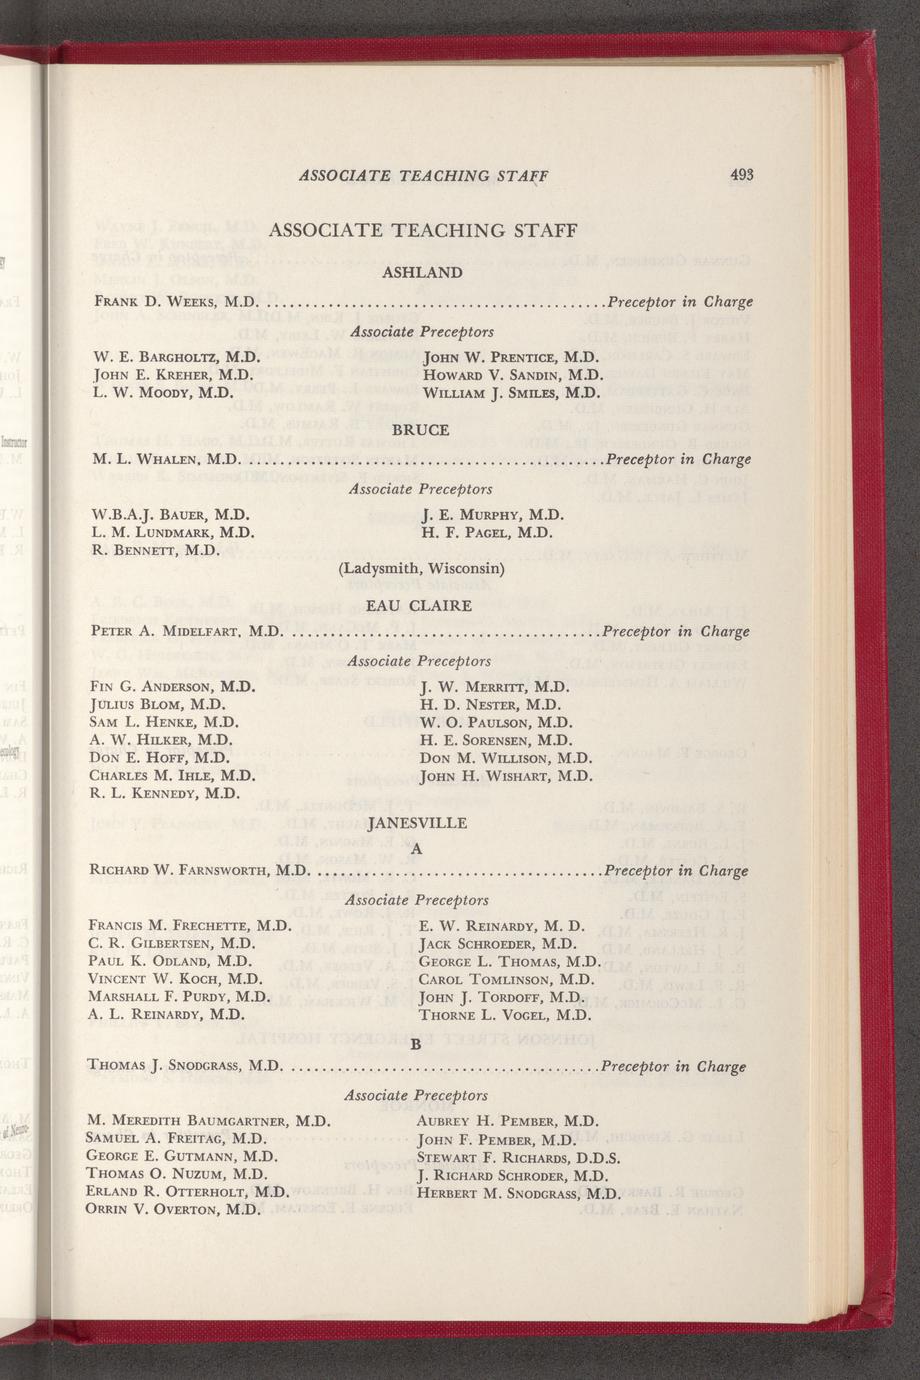 ASSOCIATE TEACHING STAFF 493
ASSOCIATE TEACHING STAFF
ASHLAND
FRANK D. WEEKS, M.D. ............................................Preceptor in Charge
Associate Preceptors
W. E. BARGHOLTZ, M.D.
JOHN E. KREHER, M.D.
L. W. MOODY, M.D.
JOHN W. PRENTICE, M.D.
HOWARD V. SANDIN, M.D.
WILLIAM J. SMILES, M.D.
BRUCE
M. L. WHALEN, M.D. ..............................................Preceptor in Charge
Associate Preceptors
W.B.A.J. BAUER, M.D.
L. M. LUNDMARK, M.D.
R. BENNETT, M.D.
J. E. MURPHY, M.D.
H. F. PAGEL, M.D.
(Ladysmith, Wisconsin)
EAU CLAIRE
PETER A. MIDELFART, M.D. ........................................Preceptor in Charge
Associate Preceptors
FIN G. ANDERSON, M.D.
JULIUS BLOM, M.D.
SAM L. HENKE, M.D.
A. W. HILKER, M.D.
DON E. HOFF, M.D.
CHARLES M. IHLE, M.D.
R. L. KENNEDY, M.D.
J. W. MERRITT, M.D.
H. D. NESTER, M.D.
W. O. PAULSON, M.D.
H. E. SORENSEN, M.D.
DON M. WILLISON, M.D.
JOHN H. WISHART, M.D.
JANESVILLE
A
RICHARD W. FARNSWORTH, M.D. .....................................Preceptor in Charge
Associate Preceptors
FRANCIS M. FRECHETTE, M.D.
C. R. GILBERTSEN, M.D.
PAUL K. ODLAND, M.D.
VINCENT W. KOCH, M.D.
MARSHALL F. PURDY, M.D.
A. L. REINARDY, M.D.
E. W. REINARDY, M. D.
JACK SCHROEDER, M.D.
GEORGE L. THOMAS, M.D.
CAROL TOMLINSON, M.D.
JOHN J. TORDOFF, M.D.
THORNE L. VOGEL, M.D.
B
THOMAS J. SNODGRASS, M.D. ........................................Preceptor in Charge
Associate Preceptors
M. MEREDITH BAUMGARTNER, M.D.
SAMUEL A. FREITAG, M.D.
GEORGE E. GUTMANN, M.D.
THOMAS O. NUZUM, M.D.
ERLAND R. OTTERHOLT, M.D.
ORRIN V. OVERTON, M.D.
AUBREY H. PEMBER, M.D.
JOHN F. PEMBER, M.D.
STEWART F. RICHARDS, D.D.S.
J. RICHARD SCHRODER, M.D.
HERBERT M. SNODGRASS, M.D.